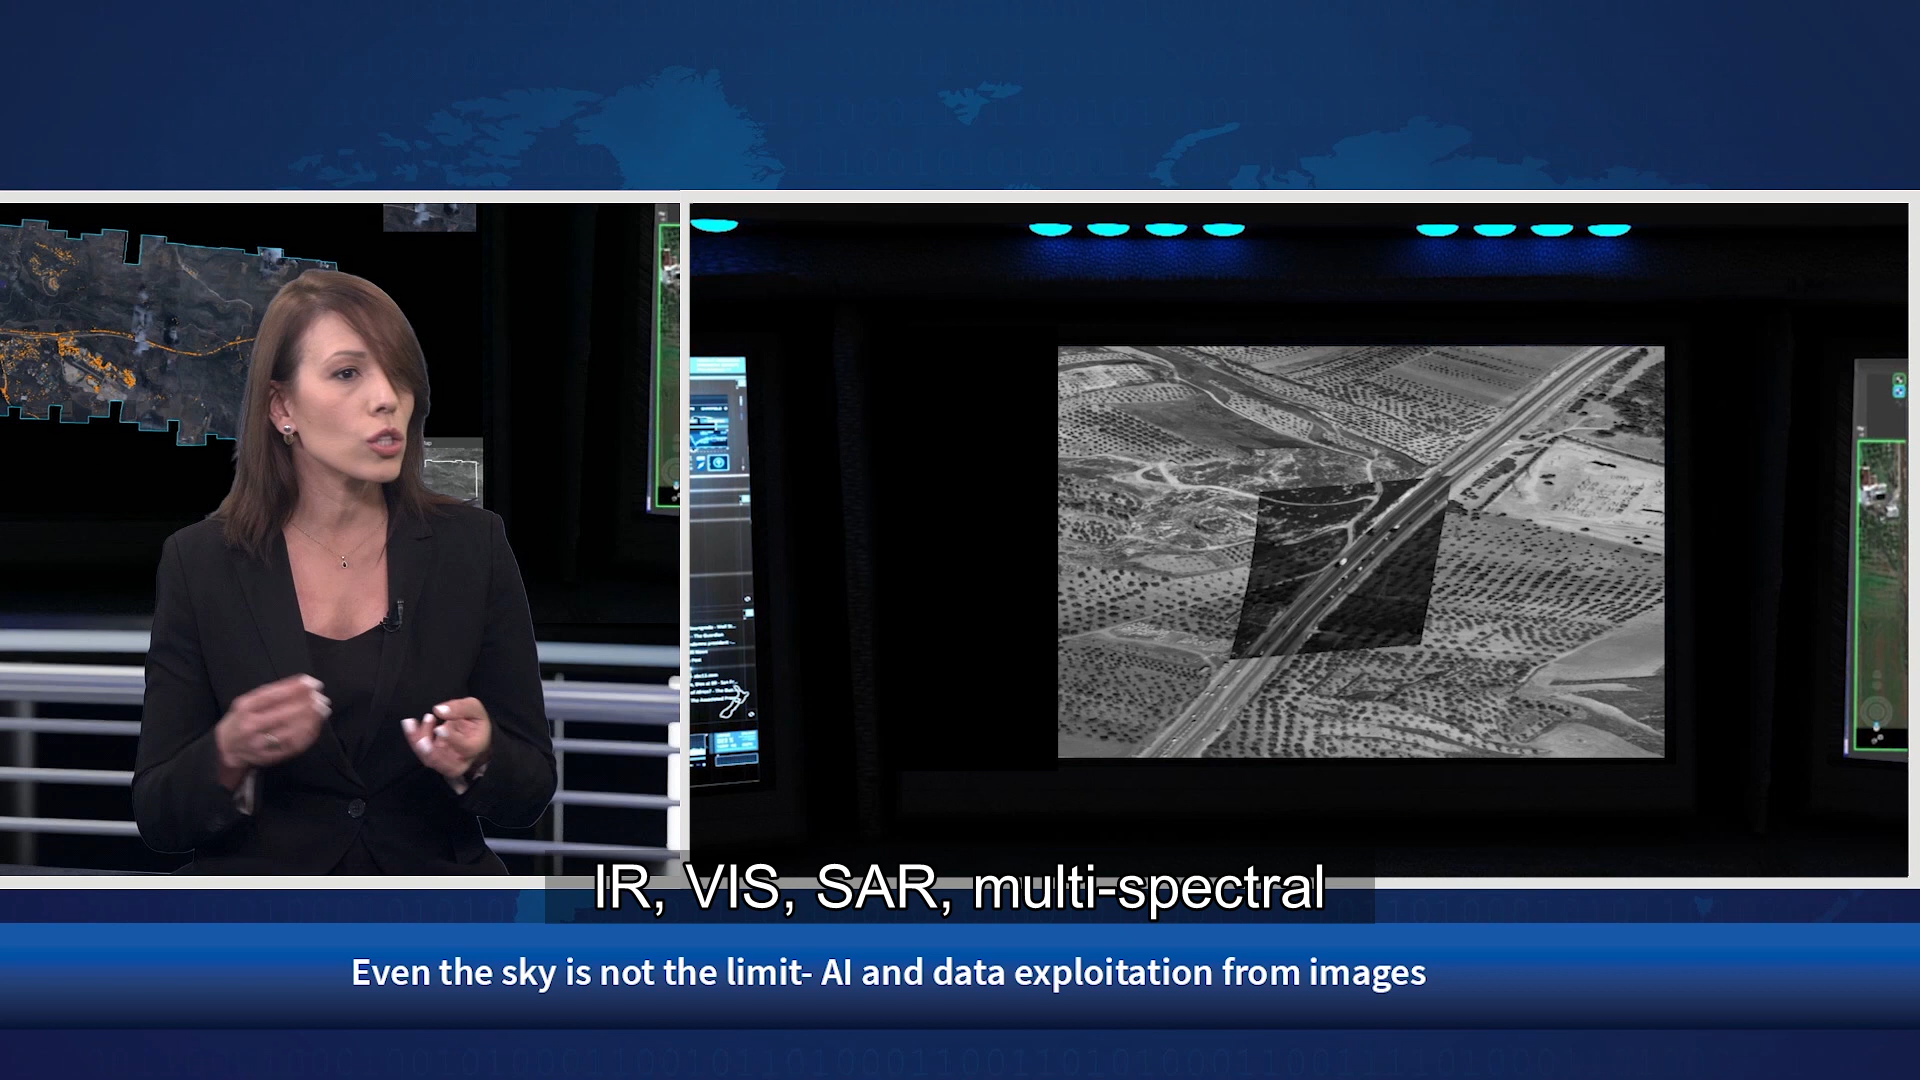 IR, VIS, SAR, multi-spectral
Even the sky is not the limit- AI and data exploitation from images